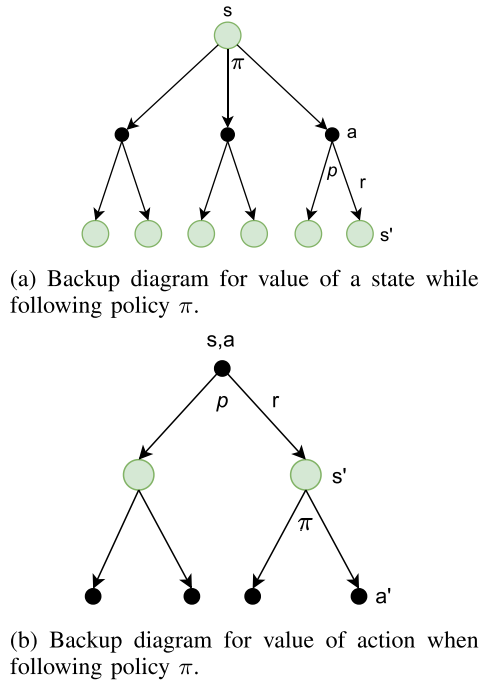 s
π
a
p
r
s'
(a) Backup diagram for value of a state while
following policy π.
s,a
p r
s'
π
a'
(b) Backup diagram for value of action when
following policy π.